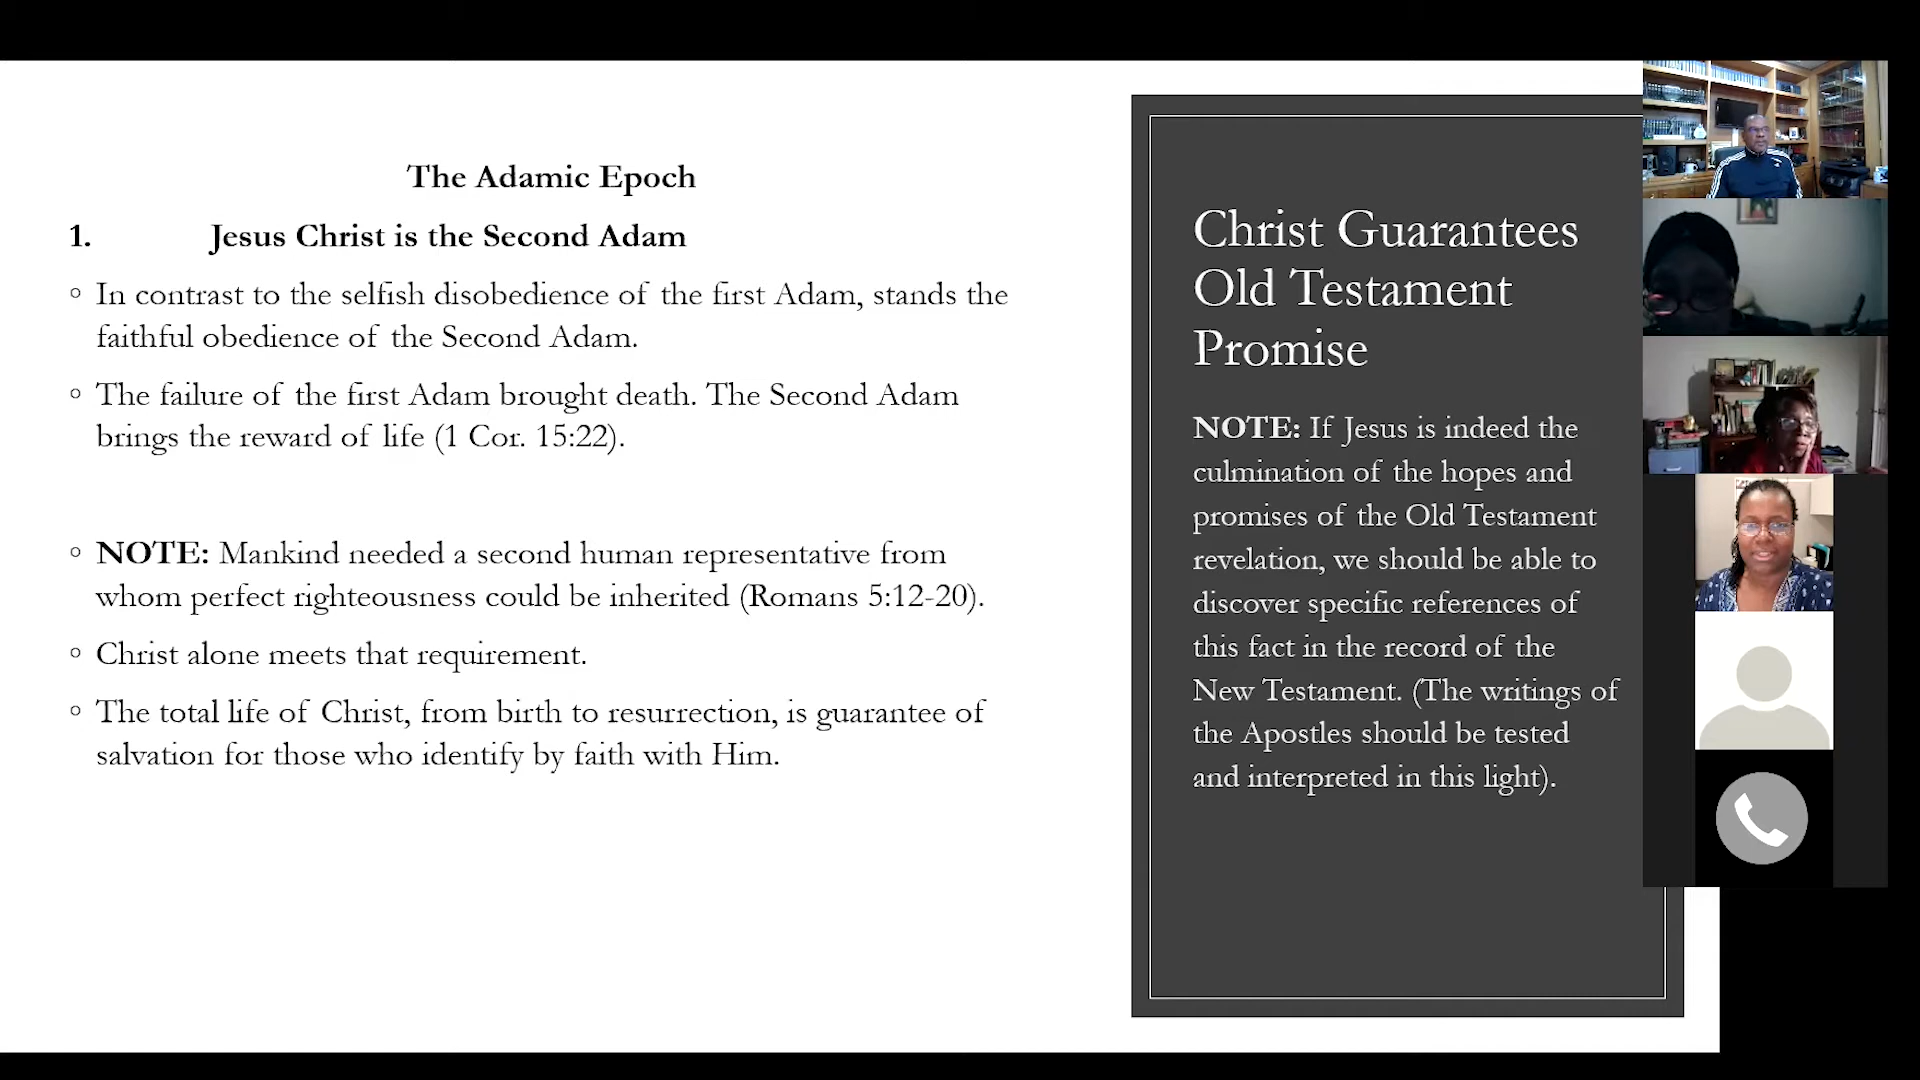 The Adamic Epoch
1. Jesus Christ is the Second Adam
◦ In contrast to the selfish disobedience of the first Adam, stands the
faithful obedience of the Second Adam.
◦ The failure of the first Adam brought death. The Second Adam
brings the reward of life (1 Cor. 15:22).
◦ NOTE: Mankind needed a second human representative from
whom perfect righteousness could be inherited (Romans 5:12-20).
◦ Christ alone meets that requirement.
◦ The total life of Christ, from birth to resurrection, is guarantee of
salvation for those who identify by faith with Him.
Christ Guarantees
Old Testament
Promise
NOTE: If Jesus is indeed the
culmination of the hopes and
promises of the Old Testament
revelation, we should be able to
discover specific references of
this fact in the record of the
New Testament. (The writings of
the Apostles should be tested
and interpreted in this light).